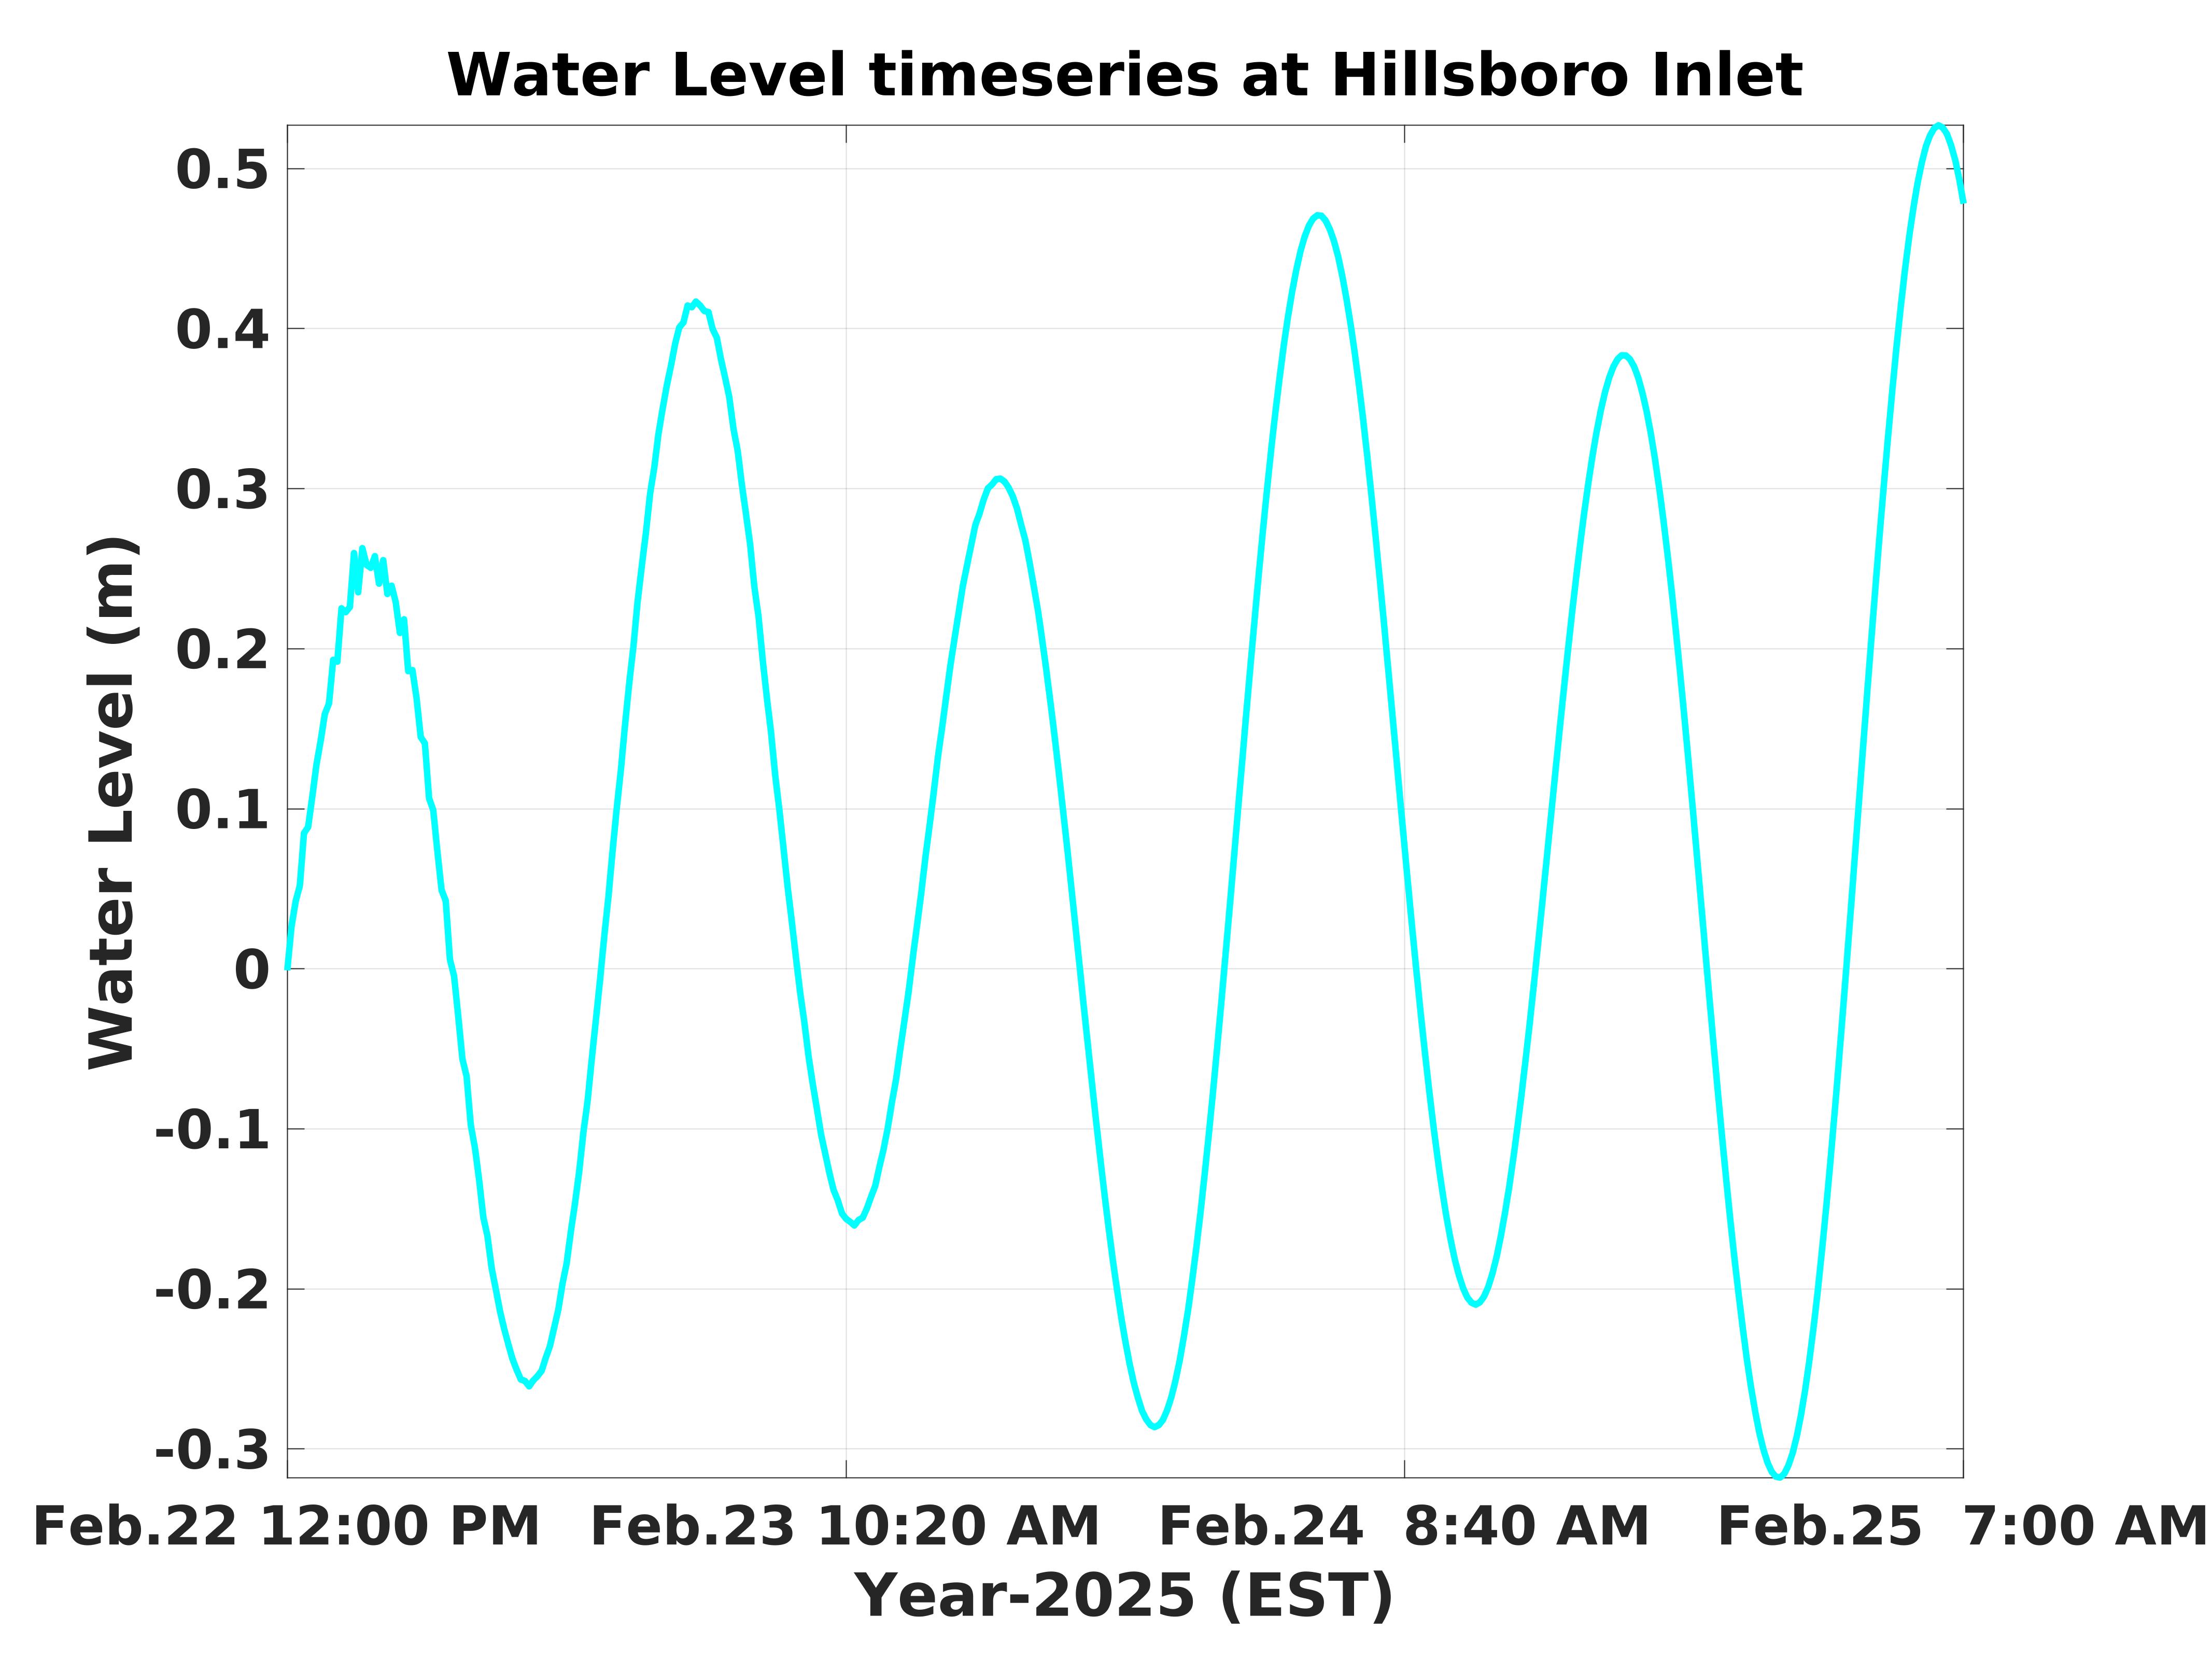 Water Level timeseries at Hillsboro Inlet
Water Level (m)
0.5
0.4
0.3
0.2
0.1
0
-0.1
-0.2
-0.3
Feb.22 12:00 PM Feb.23 10:20 AM Feb.24 8:40 AM Feb.25 7:00 AM
Year-2025 (EST)